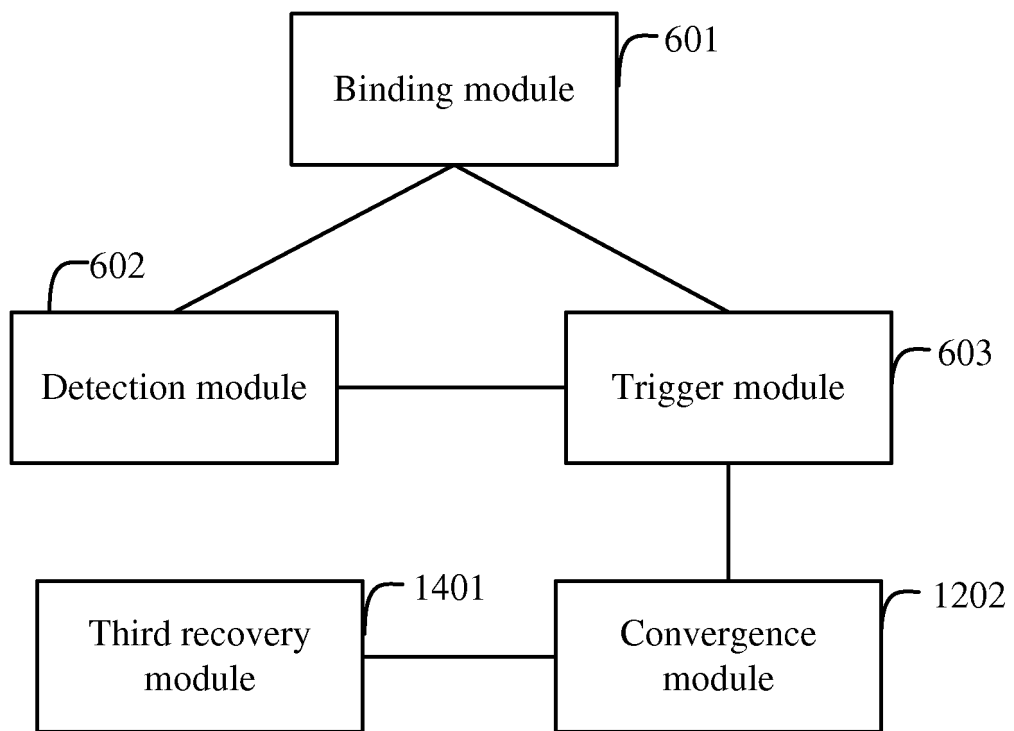 601
Binding module
602
603
Detection module
Trigger module
1401
1202
Third recovery
module
Convergence
module